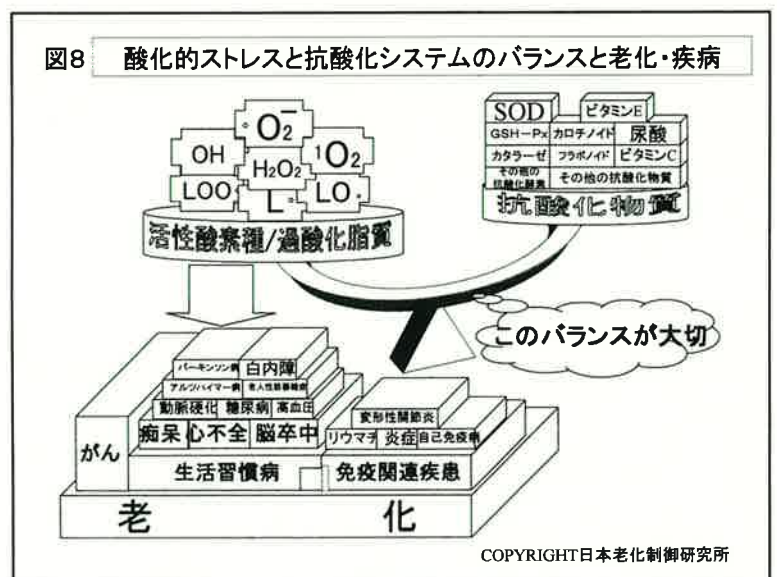 図8 酸化的ストレスと抗酸化システムのバランスと老化・疾病
O₂⁻
OH
H₂O₂
¹O₂
LOO・
L・
LO・
活性酸素種/過酸化脂質
SOD
ビタミンE
GSH-Px
カロチノイド
尿酸
カタラーゼ
フラボノイド
ビタミンC
その他の抗酸化酵素
その他の抗酸化物質
抗酸化物質
このバランスが大切
パーキンソン病
白内障
アルツハイマー病
動脈硬化
糖尿病
高血圧
痴呆
心不全
脳卒中
がん
生活習慣病
変形性関節炎
リウマチ
炎症
自己免疫病
免疫関連疾患
老化
COPYRIGHT日本老化制御研究所